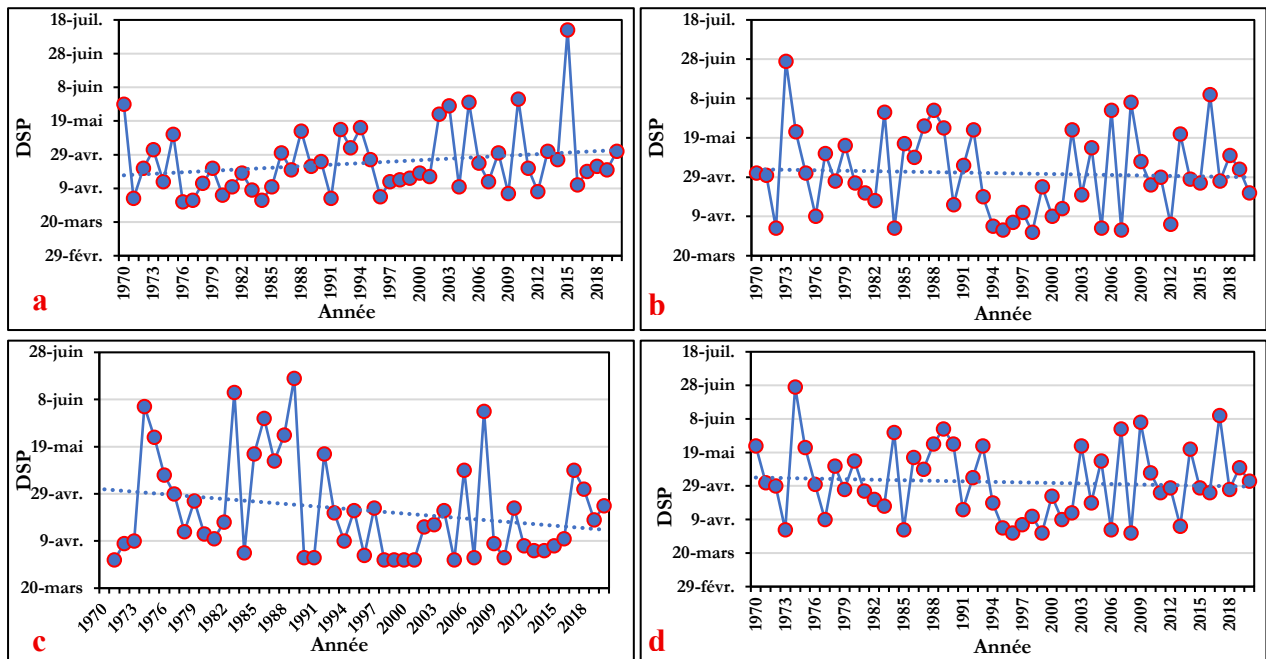 18-juil.
28-juin
8-juin
19-mai
29-avr.
9-avr.
20-mars
29-févr.
DSP
1970 1973 1976 1979 1982 1985 1988 1991 1994 1997 2000 2003 2006 2009 2012 2015 2018
Année
a
18-juil.
28-juin
8-juin
19-mai
29-avr.
9-avr.
20-mars
DSP
1970 1973 1976 1979 1982 1985 1988 1991 1994 1997 2000 2003 2006 2009 2012 2015 2018
Année
b
28-juin
8-juin
19-mai
29-avr.
9-avr.
20-mars
DSP
1970 1973 1976 1979 1982 1985 1988 1991 1994 1997 2000 2003 2006 2009 2012 2015 2018
Année
c
18-juil.
28-juin
8-juin
19-mai
29-avr.
9-avr.
20-mars
29-févr.
DSP
1970 1973 1976 1979 1982 1985 1988 1991 1994 1997 2000 2003 2006 2009 2012 2015 2018
Année
d